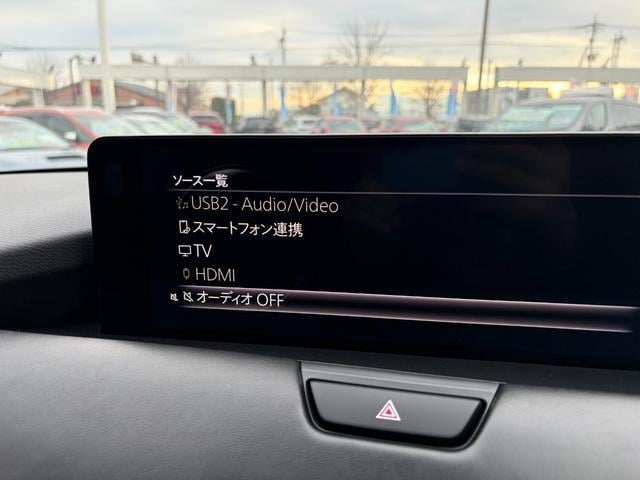 ソース一覧
USB2 - Audio/Video
スマートフォン連携
TV
HDMI
オーディオ OFF